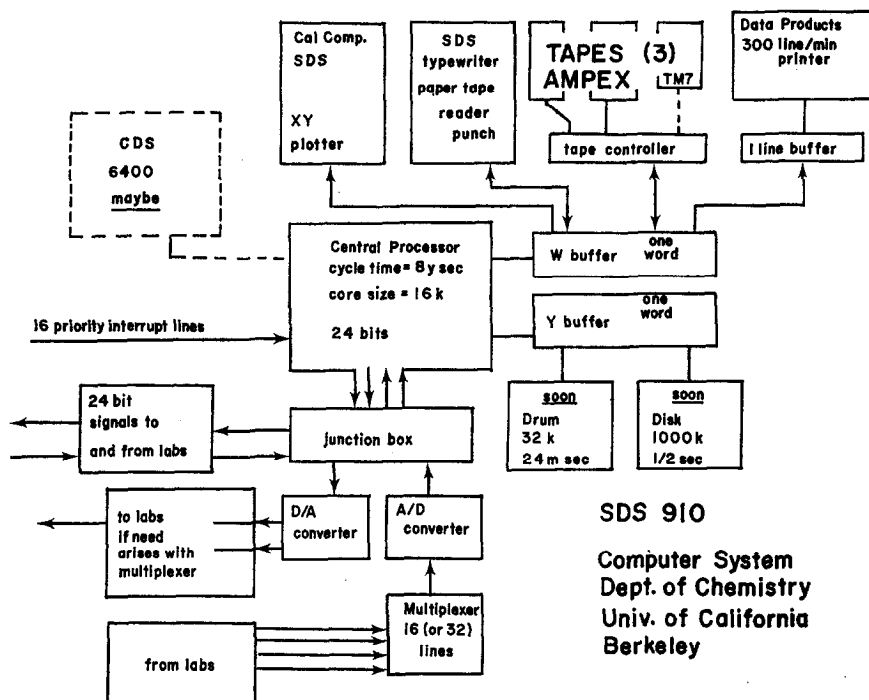 Cal Comp.
SDS
XY
plotter
SDS
typewriter
paper tape
reader
punch
TAPES (3)
AMPEX
TM7
tape controller
Data Products
300 line/min
printer
1 line buffer
CDS
6400
maybe
Central Processor
cycle time = 8 y sec
core size = 16 k
24 bits
W buffer
one
word
Y buffer
one
word
16 priority interrupt lines
soon
Drum
32 k
24 m sec
soon
Disk
1000 k
1/2 sec
24 bit
signals to
and from labs
junction box
to labs
if need
arises with
multiplexer
D/A
converter
A/D
converter
Multiplexer
16 (or 32)
lines
from labs
SDS 910
Computer System
Dept. of Chemistry
Univ. of California
Berkeley